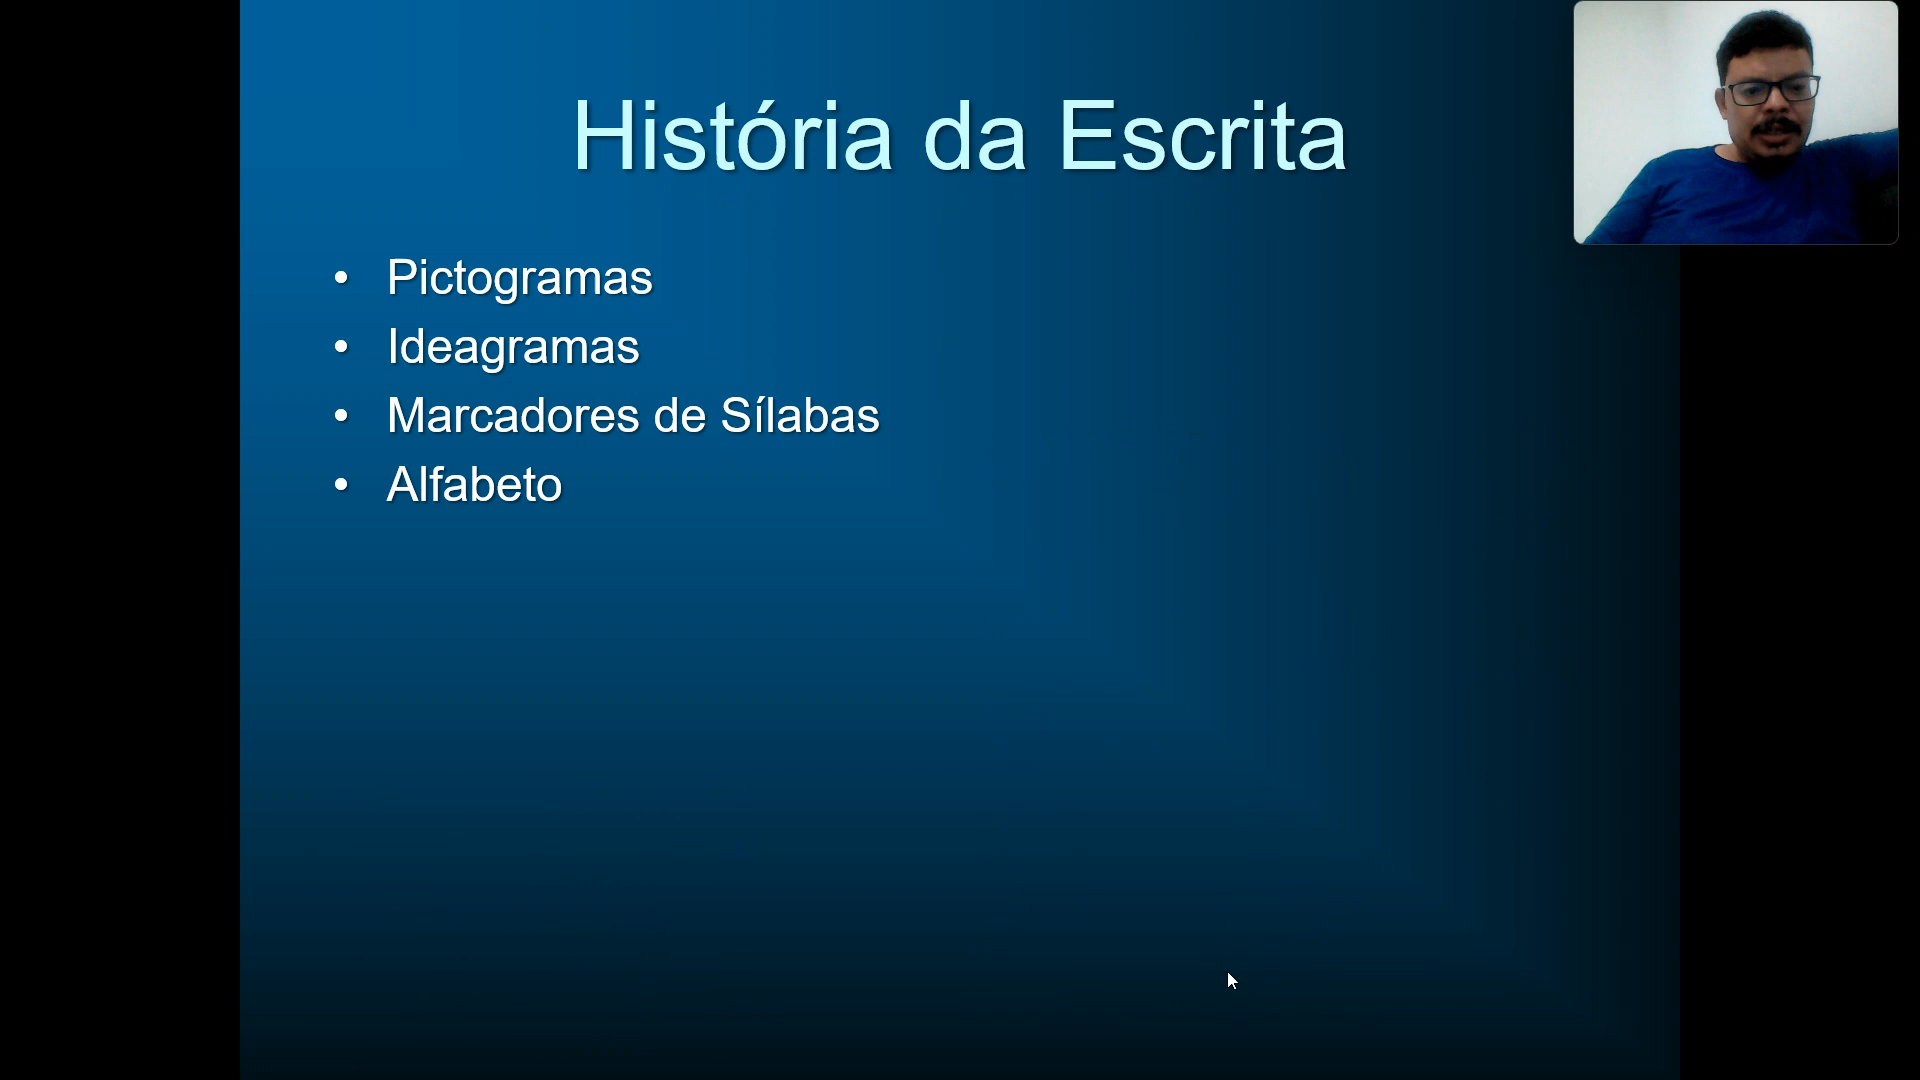 História da Escrita
• Pictogramas
• Ideagramas
• Marcadores de Sílabas
• Alfabeto